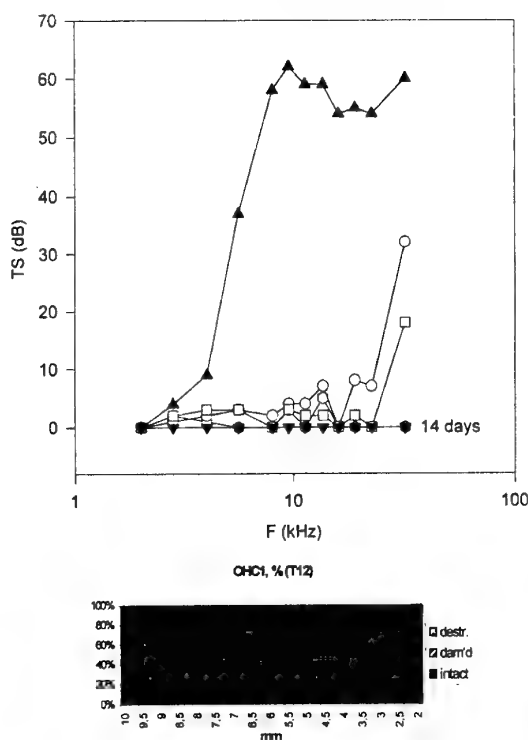 70
60
50
40
30
20
10
0
TS (dB)
14 days
1 10 100
F (kHz)
OHC1, % (T12)
100%
80%
60%
40%
20%
0%
destr.
dam'd
intact
10 9,5 9 8,5 8 7,5 7 6,5 6 5,5 5 4,5 4 3,5 3 2,5 2
mm